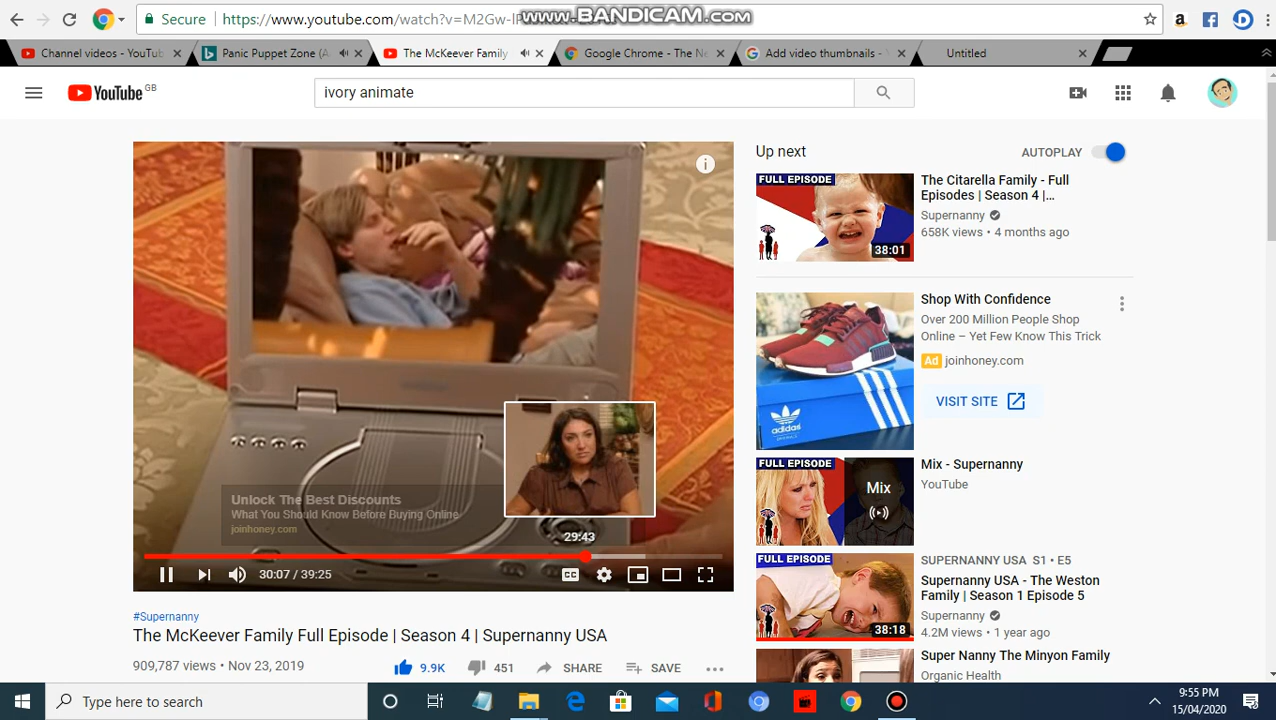 Secure
https://www.youtube.com/watch?v=M2Gw-
www.BANDICAM.com
Channel videos - YouTub
Panic Puppet Zone (A
The McKeever Family
Google Chrome - The Ne
Add video thumbnails -
Untitled
YouTube GB
ivory animate
Unlock The Best Discounts
What You Should Know Before Buying Online
joinhoney.com
29:43
CC
30:07 / 39:25
#Supernanny
The McKeever Family Full Episode | Season 4 | Supernanny USA
909,787 views • Nov 23, 2019
9.9K
451
SHARE
SAVE
Up next
AUTOPLAY
FULL EPISODE
38:01
The Citarella Family - Full
Episodes | Season 4 |...
Supernanny
658K views • 4 months ago
adidas
Shop With Confidence
Over 200 Million People Shop
Online – Yet Few Know This Trick
Ad joinhoney.com
VISIT SITE
FULL EPISODE
Mix
Mix - Supernanny
YouTube
FULL EPISODE
38:18
SUPERNANNY USA S1 • E5
Supernanny USA - The Weston
Family | Season 1 Episode 5
Supernanny
4.2M views • 1 year ago
Super Nanny The Minyon Family
Organic Health
Type here to search
9:55 PM
15/04/2020